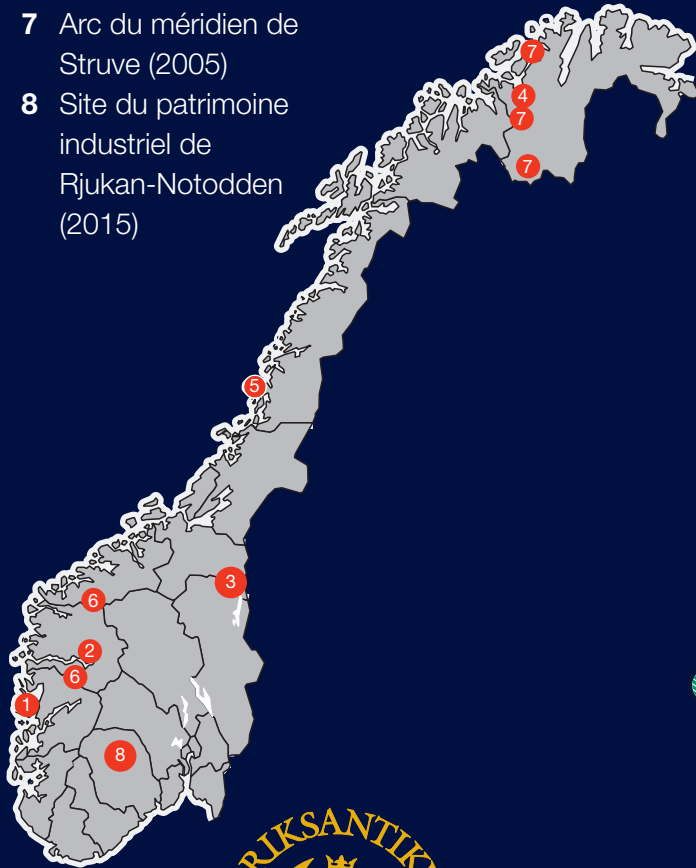 7 Arc du méridien de
Struve (2005)
8 Site du patrimoine
industriel de
Rjukan-Notodden
(2015)
7
4
7
7
5
3
6
2
6
1
8
RIKSANTIK